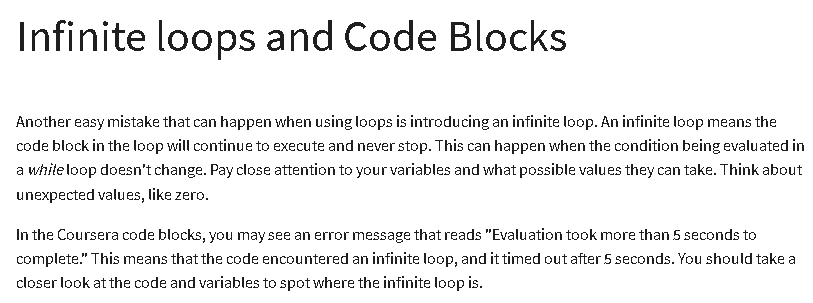 Infinite loops and Code Blocks
Another easy mistake that can happen when using loops is introducing an infinite loop. An infinite loop means the
code block in the loop will continue to execute and never stop. This can happen when the condition being evaluated in
a while loop doesn't change. Pay close attention to your variables and what possible values they can take. Think about
unexpected values, like zero.
In the Coursera code blocks, you may see an error message that reads "Evaluation took more than 5 seconds to
complete." This means that the code encountered an infinite loop, and it timed out after 5 seconds. You should take a
closer look at the code and variables to spot where the infinite loop is.